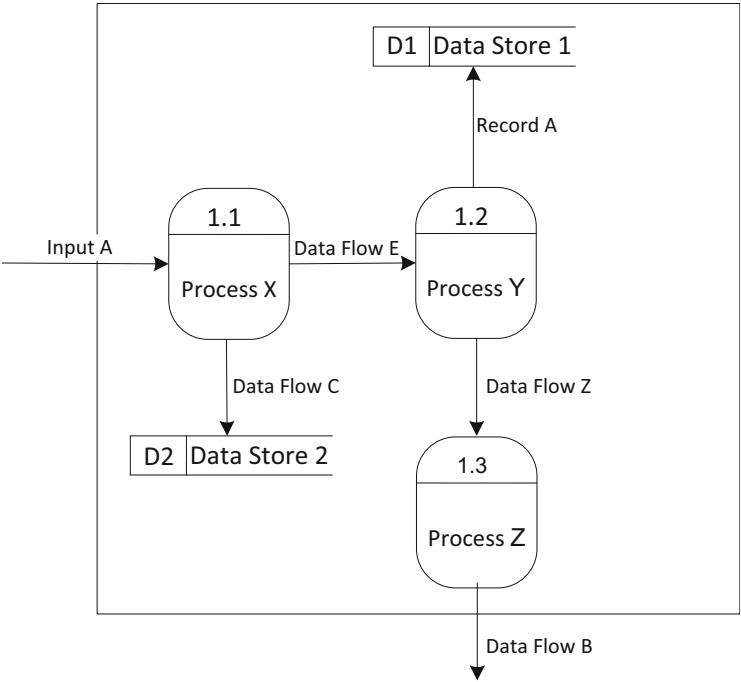 D1 Data Store 1
Record A
1.1
1.2
Input A
Data Flow E
Process X
Process Y
Data Flow C
Data Flow Z
D2 Data Store 2
1.3
Process Z
Data Flow B